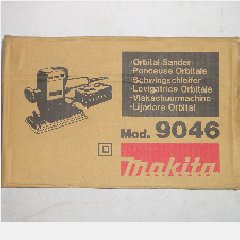 Orbital Sander
Ponceuse Orbitale
Schwingschleifer
Levigatrice Orbitale
Vlakschuurmachine
Lijadora Orbital
Mod. 9046
makita